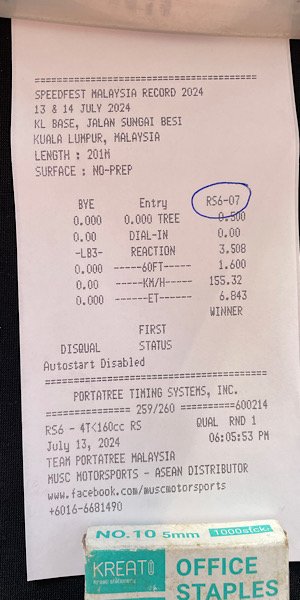 =====================================
SPEEDFEST MALAYSIA RECORD 2024
13 & 14 JULY 2024
KL BASE, JALAN SUNGAI BESI
KUALA LUMPUR, MALAYSIA
LENGTH : 201M
SURFACE : NO-PREP
BYE Entry RS6-07
0.000 0.000 TREE 0.500
0.00 DIAL-IN 0.00
-LB3- REACTION 3.508
0.000 ------60FT----- 1.600
0.00 -----KM/H----- 155.32
0.000 ------ET----- 6.843
WINNER
FIRST
DISQUAL STATUS
Autostart Disabled
=====================================
PORTATREE TIMING SYSTEMS, INC.
============== 259/260 ==========600214
RS6 - 4T<160cc RS QUAL RND 1
July 13, 2024 06:05:53 PM
TEAM PORTATREE MALAYSIA
MUSC MOTORSPORTS - ASEAN DISTRIBUTOR
www.facebook.com/muscmotorsports
+6016-6681490
NO.10 5mm 1000stcks
KREATO
kreat stationery
OFFICE
STAPLES